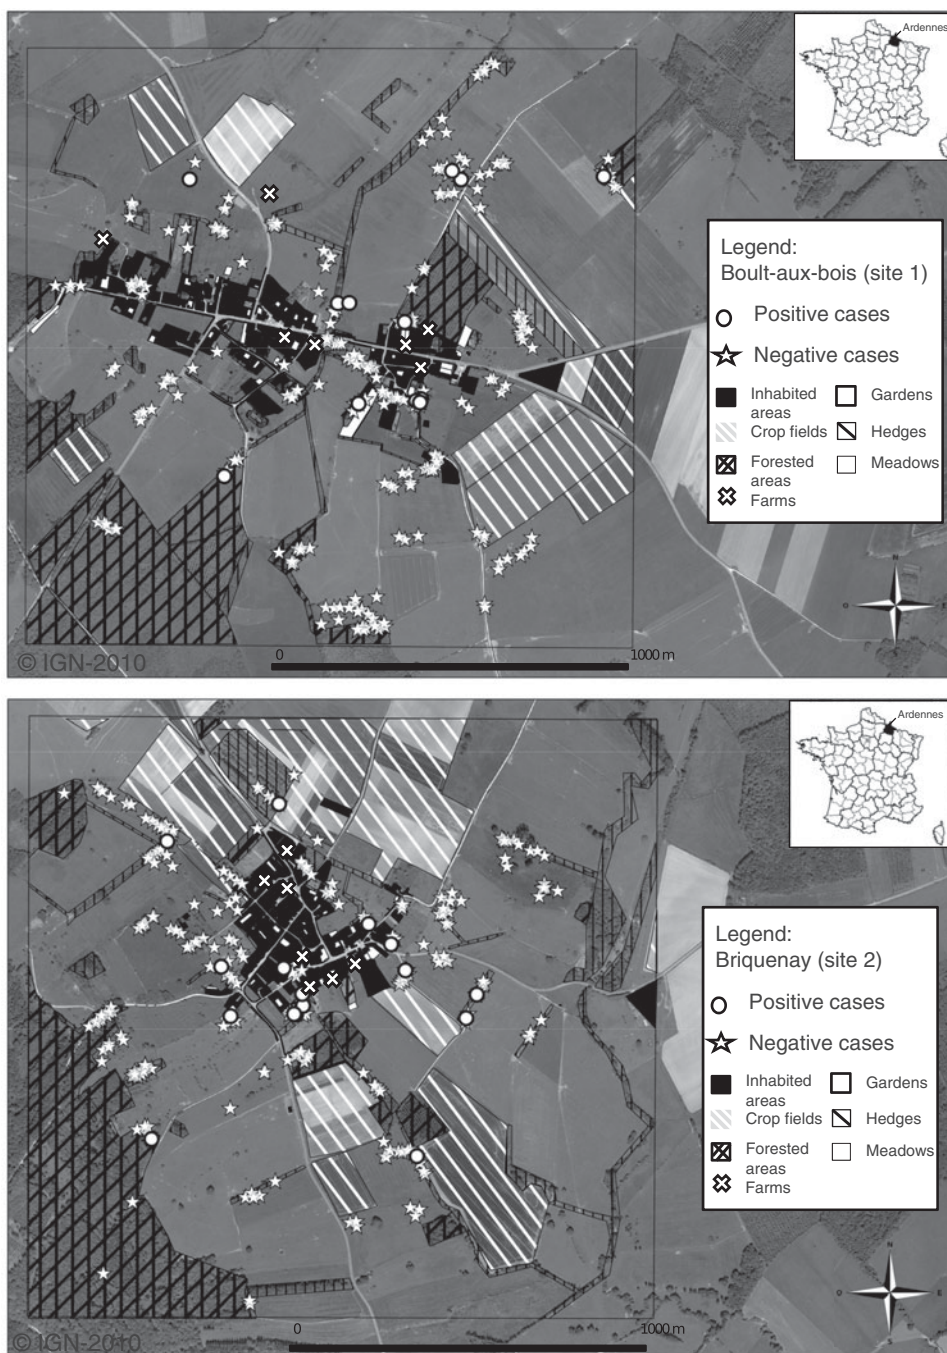 Ardennes
Legend:
Boult-aux-bois (site 1)
Positive cases
Negative cases
Inhabited
areas
Gardens
Crop fields
Hedges
Forested
areas
Meadows
Farms
N
O
E
© IGN-2010
0
1000 m
Ardennes
Legend:
Briquenay (site 2)
Positive cases
Negative cases
Inhabited
areas
Gardens
Crop fields
Hedges
Forested
areas
Meadows
Farms
N
O
E
© IGN-2010
0
1000 m